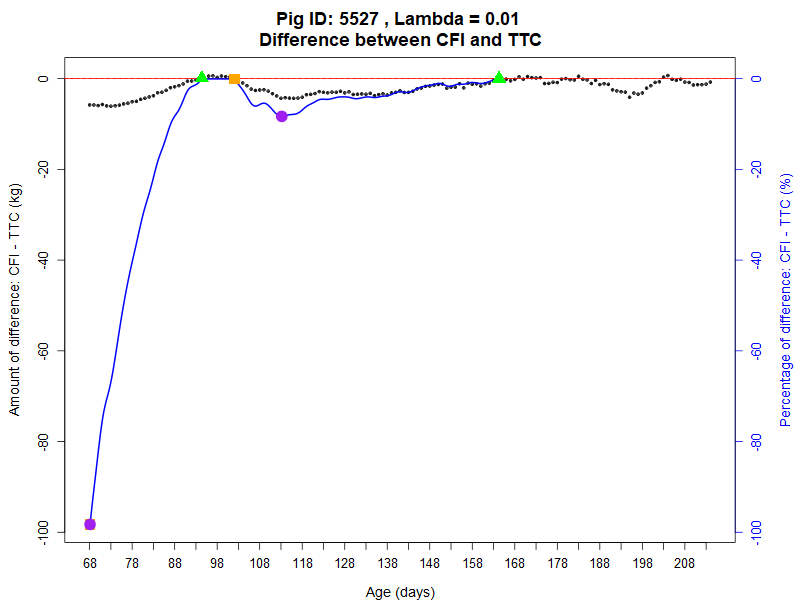 Pig ID: 5527 , Lambda = 0.01
Difference between CFI and TTC
Amount of difference: CFI - TTC (kg)
0
-20
-40
-60
-80
-100
0
-20
-40
-60
-80
-100
Percentage of difference: CFI - TTC (%)
68 78 88 98 108 118 128 138 148 158 168 178 188 198 208
Age (days)